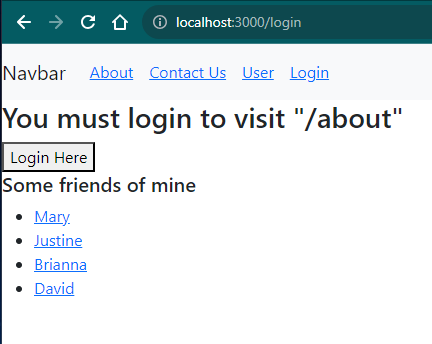 localhost:3000/login
Navbar About Contact Us User Login
You must login to visit "/about"
Login Here
Some friends of mine
Mary
Justine
Brianna
David